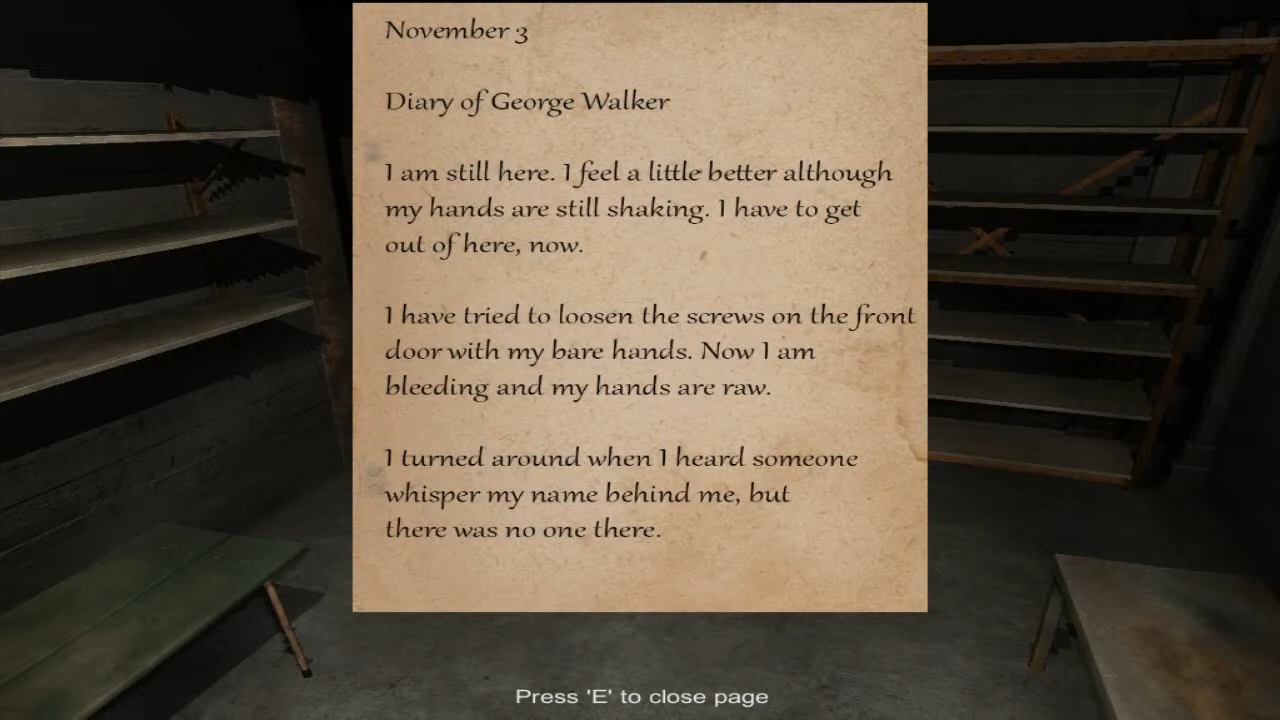 November 3
Diary of George Walker
I am still here. I feel a little better although
my hands are still shaking. I have to get
out of here, now.
I have tried to loosen the screws on the front
door with my bare hands. Now I am
bleeding and my hands are raw.
I turned around when I heard someone
whisper my name behind me, but
there was no one there.
Press 'E' to close page